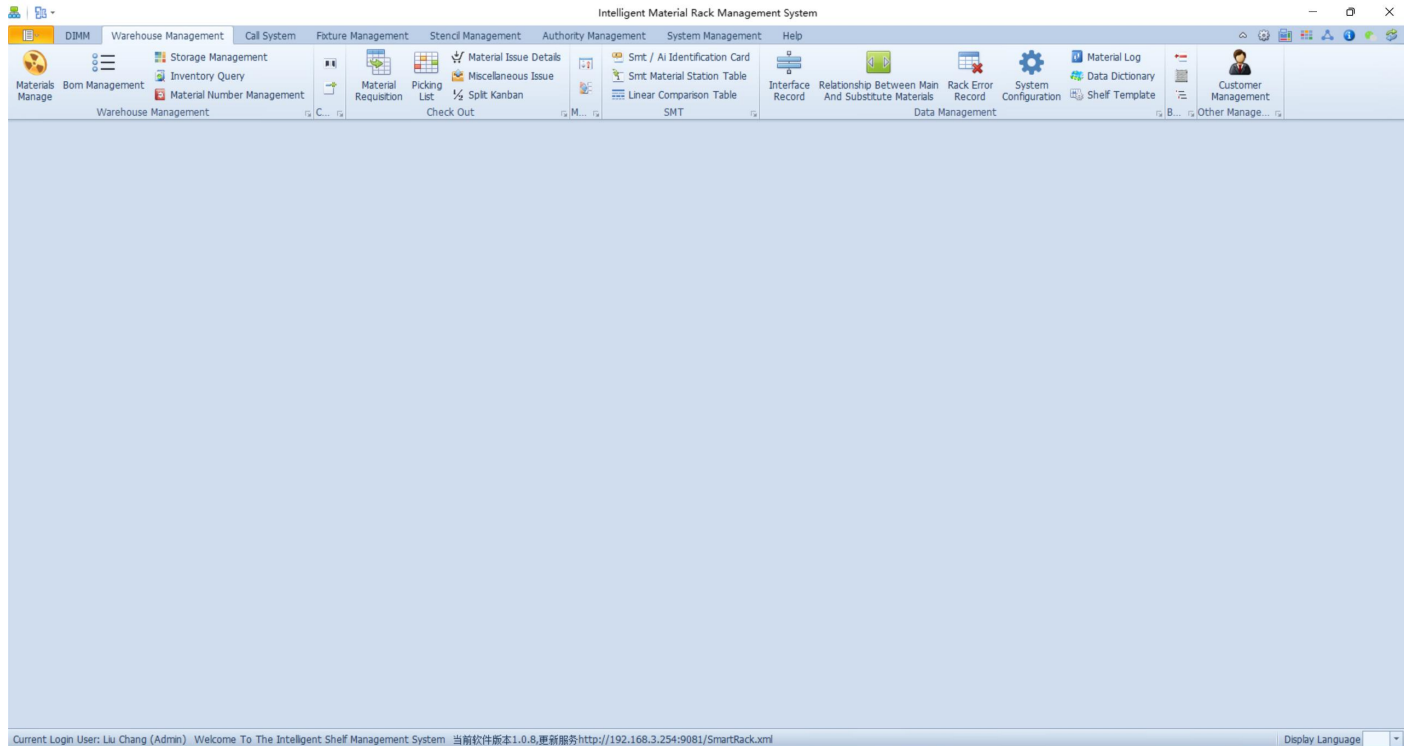 Intelligent Material Rack Management System
DIMM Warehouse Management Call System Fixture Management Stencil Management Authority Management System Management Help
Materials Manage
Bom Management
Storage Management
Inventory Query
Material Number Management
Warehouse Management
C...
Material Requisition
Picking List
Material Issue Details
Miscellaneous Issue
Split Kanban
Check Out
M...
Smt / Ai Identification Card
Smt Material Station Table
Linear Comparison Table
SMT
Interface Record
Relationship Between Main And Substitute Materials
Rack Error Record
System Configuration
Material Log
Data Dictionary
Shelf Template
Data Management
B...
Customer Management
Other Manage...
Current Login User: Liu Chang (Admin) Welcome To The Intelligent Shelf Management System 当前软件版本1.0.8,更新服务http://192.168.3.254:9081/SmartRack.xml
Display Language